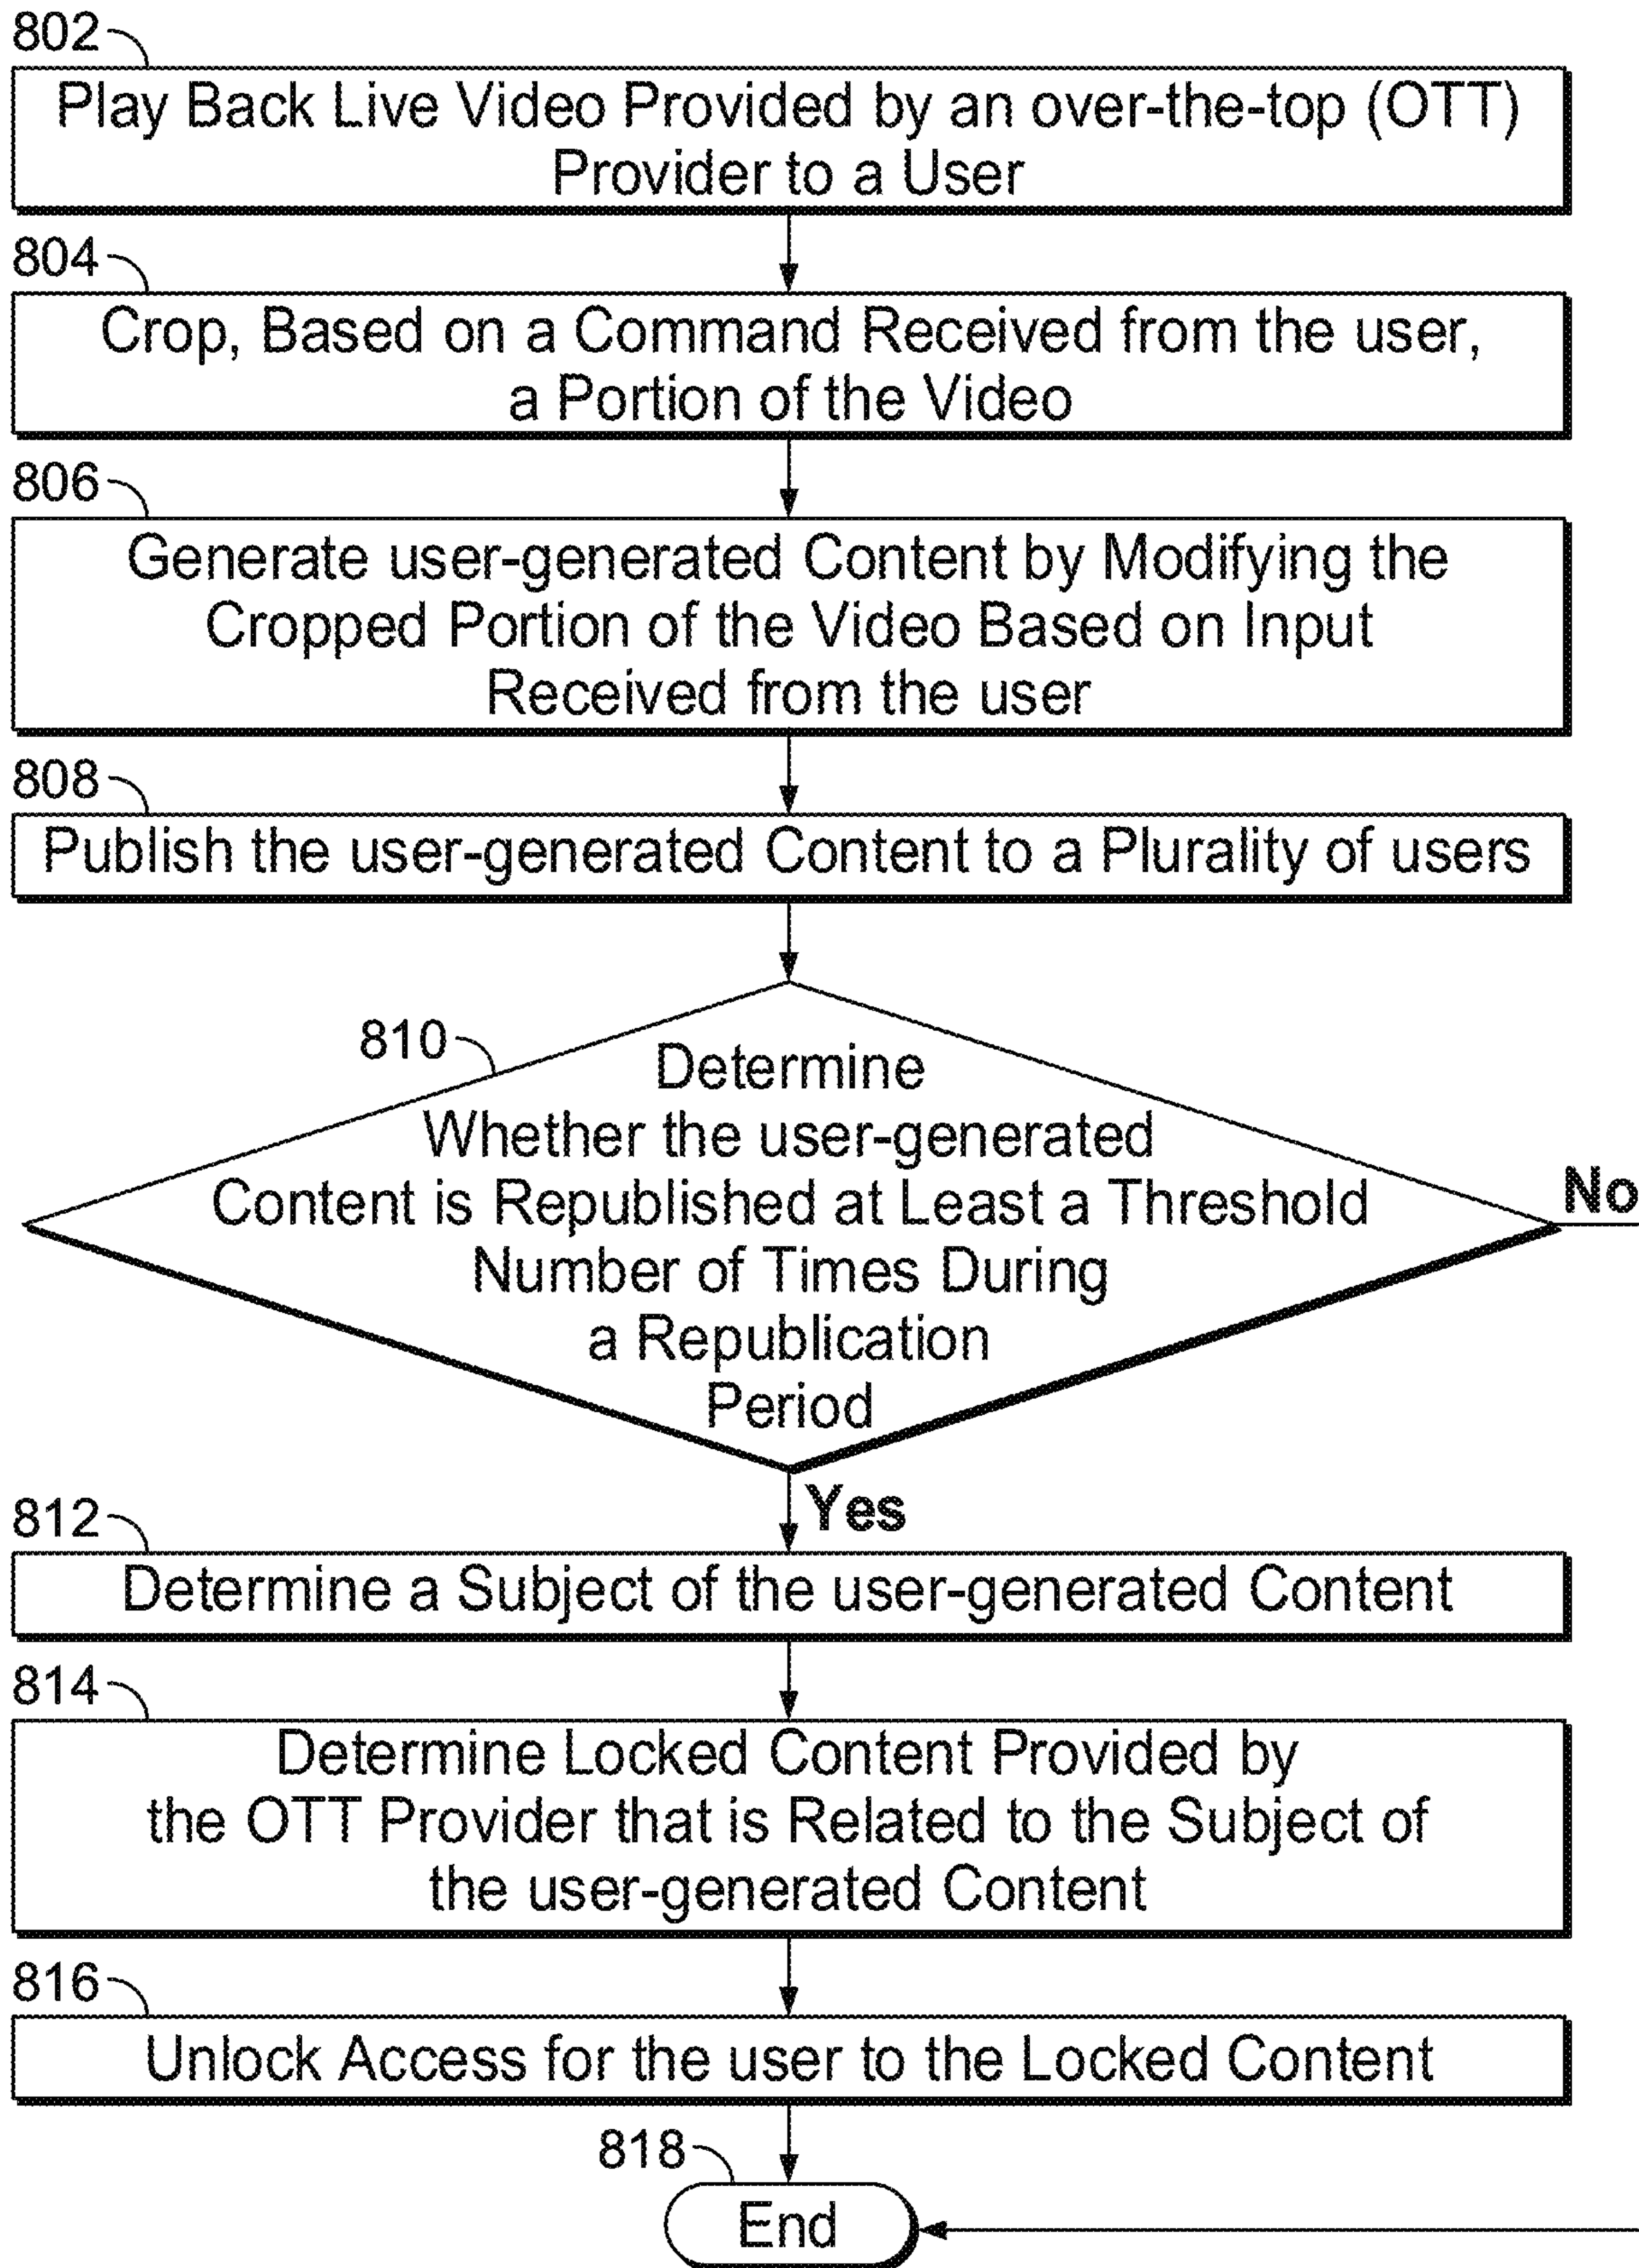 802
Play Back Live Video Provided by an over-the-top (OTT)
Provider to a User
804
Crop, Based on a Command Received from the user,
a Portion of the Video
806
Generate user-generated Content by Modifying the
Cropped Portion of the Video Based on Input
Received from the user
808
Publish the user-generated Content to a Plurality of users
810
Determine
Whether the user-generated
Content is Republished at Least a Threshold
Number of Times During
a Republication
Period
No
Yes
812
Determine a Subject of the user-generated Content
814
Determine Locked Content Provided by
the OTT Provider that is Related to the Subject of
the user-generated Content
816
Unlock Access for the user to the Locked Content
818
End